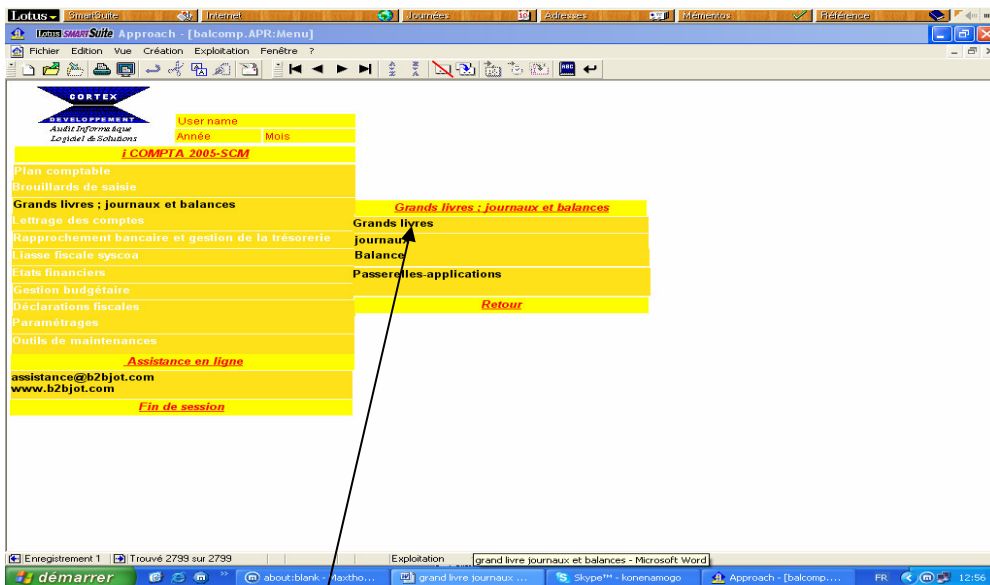 Lotus SmartSuite Internet Journées Adresses Mémentos Référence
Lotus SMARTSuite Approach - [balcomp.APR:Menu]
Fichier Edition Vue Création Exploitation Fenêtre ?
CORTEX
DEVELOPPEMENT
Audit Informatique
Logiciel & Solutions
User name
Année Mois
i COMPTA 2005-SCM
Plan comptable
Brouillards de saisie
Grands livres ; journaux et balances
Lettrage des comptes
Rapprochement bancaire et gestion de la trésorerie
Liasse fiscale syscoa
Etats financiers
Gestion budgétaire
Déclarations fiscales
Paramétrages
Outils de maintenances
Assistance en ligne
assistance@b2bjot.com
www.b2bjot.com
Fin de session
Grands livres ; journaux et balances
Grands livres
journaux
Balance
Passerelles-applications
Retour
Enregistrement 1 Trouvé 2799 sur 2799 Exploitation
grand livre journaux et balances - Microsoft Word
démarrer about:blank - Maxtho... grand livre journaux ... Skype™ - konenamogo Approach - [balcomp.... FR 12:56